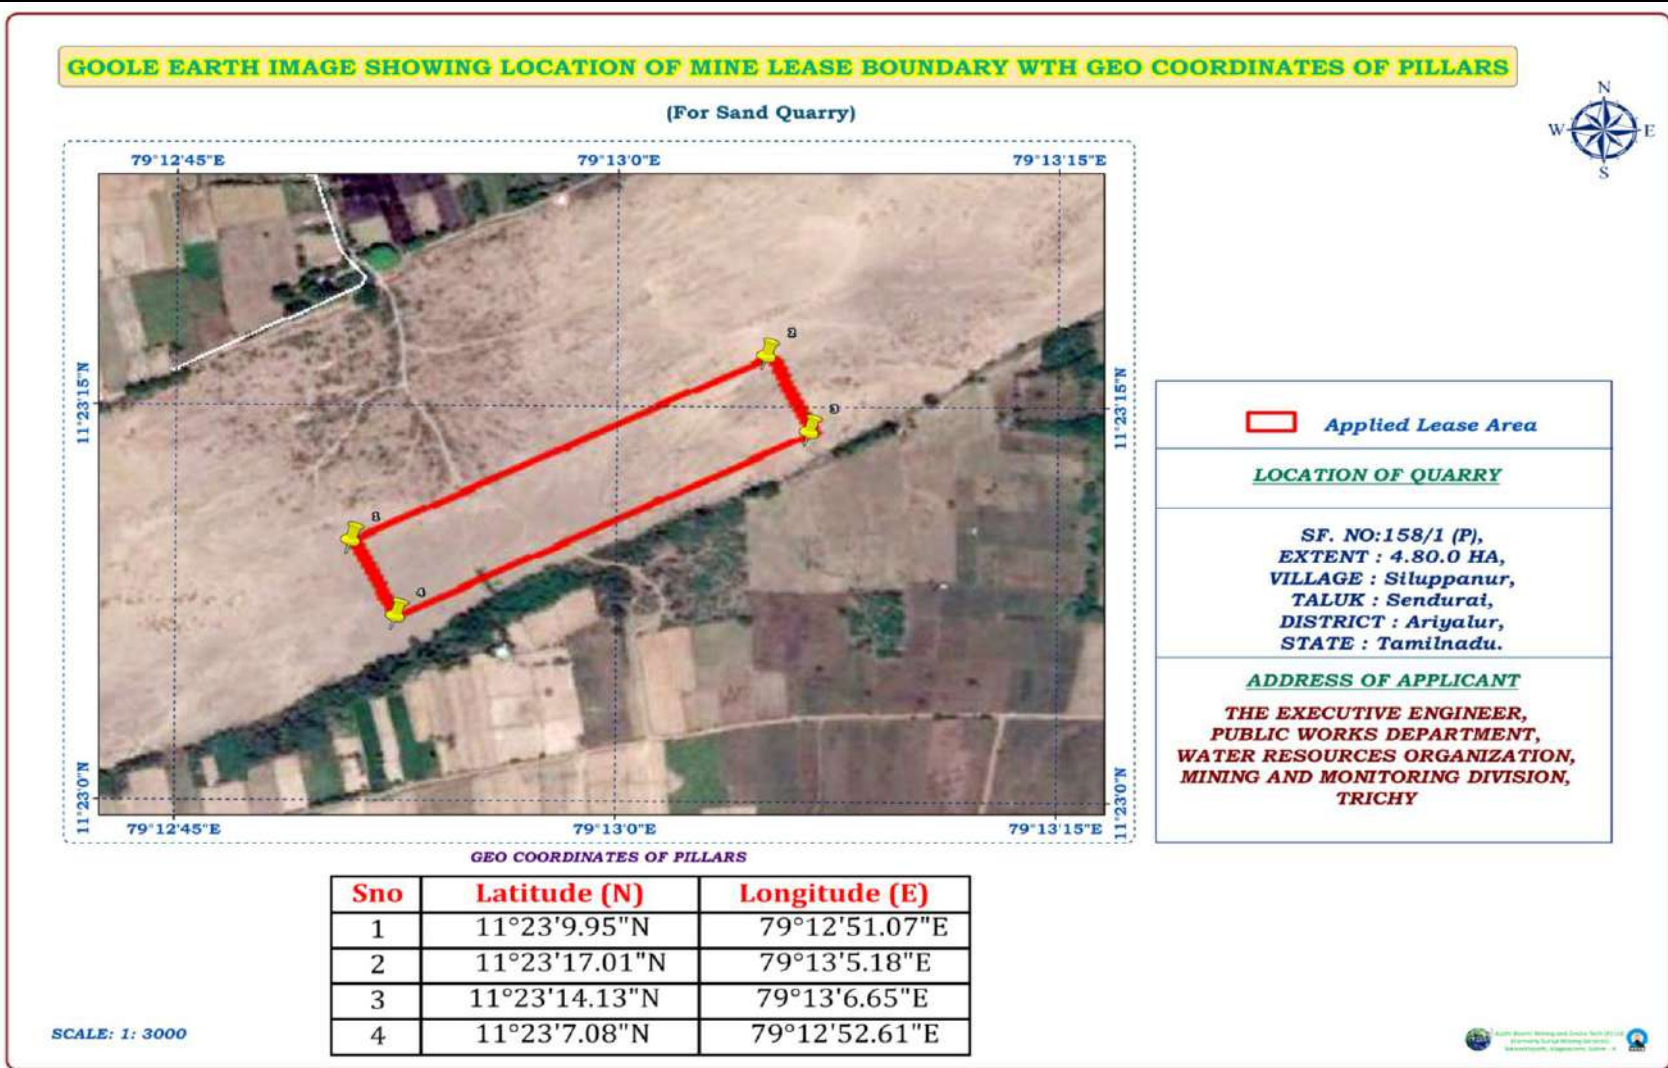 GOOLE EARTH IMAGE SHOWING LOCATION OF MINE LEASE BOUNDARY WTH GEO COORDINATES OF PILLARS
(For Sand Quarry)
N
W E
S
79°12'45"E 79°13'0"E 79°13'15"E
2
11°23'15"N 11°23'15"N
3
1
4
11°23'0"N 11°23'0"N
79°12'45"E 79°13'0"E 79°13'15"E
Applied Lease Area
LOCATION OF QUARRY
SF. NO:158/1 (P),
EXTENT : 4.80.0 HA,
VILLAGE : Siluppanur,
TALUK : Sendurai,
DISTRICT : Ariyalur,
STATE : Tamilnadu.
ADDRESS OF APPLICANT
THE EXECUTIVE ENGINEER,
PUBLIC WORKS DEPARTMENT,
WATER RESOURCES ORGANIZATION,
MINING AND MONITORING DIVISION,
TRICHY
GEO COORDINATES OF PILLARS
Sno Latitude (N) Longitude (E)
1 11°23'9.95"N 79°12'51.07"E
2 11°23'17.01"N 79°13'5.18"E
3 11°23'14.13"N 79°13'6.65"E
4 11°23'7.08"N 79°12'52.61"E
SCALE: 1: 3000